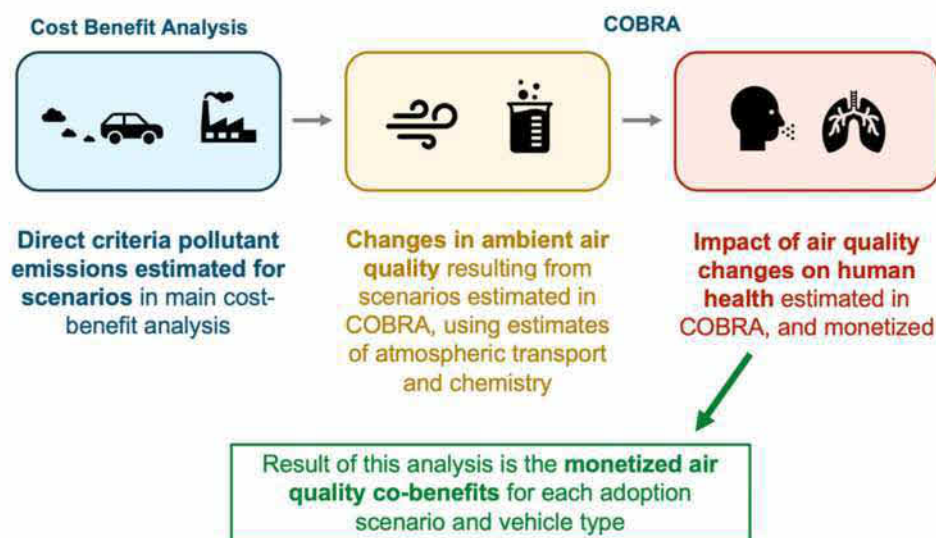 Cost Benefit Analysis
COBRA
Direct criteria pollutant
emissions estimated for
scenarios in main cost-
benefit analysis
Changes in ambient air
quality resulting from
scenarios estimated in
COBRA, using estimates
of atmospheric transport
and chemistry
Impact of air quality
changes on human
health estimated in
COBRA, and monetized
Result of this analysis is the monetized air
quality co-benefits for each adoption
scenario and vehicle type